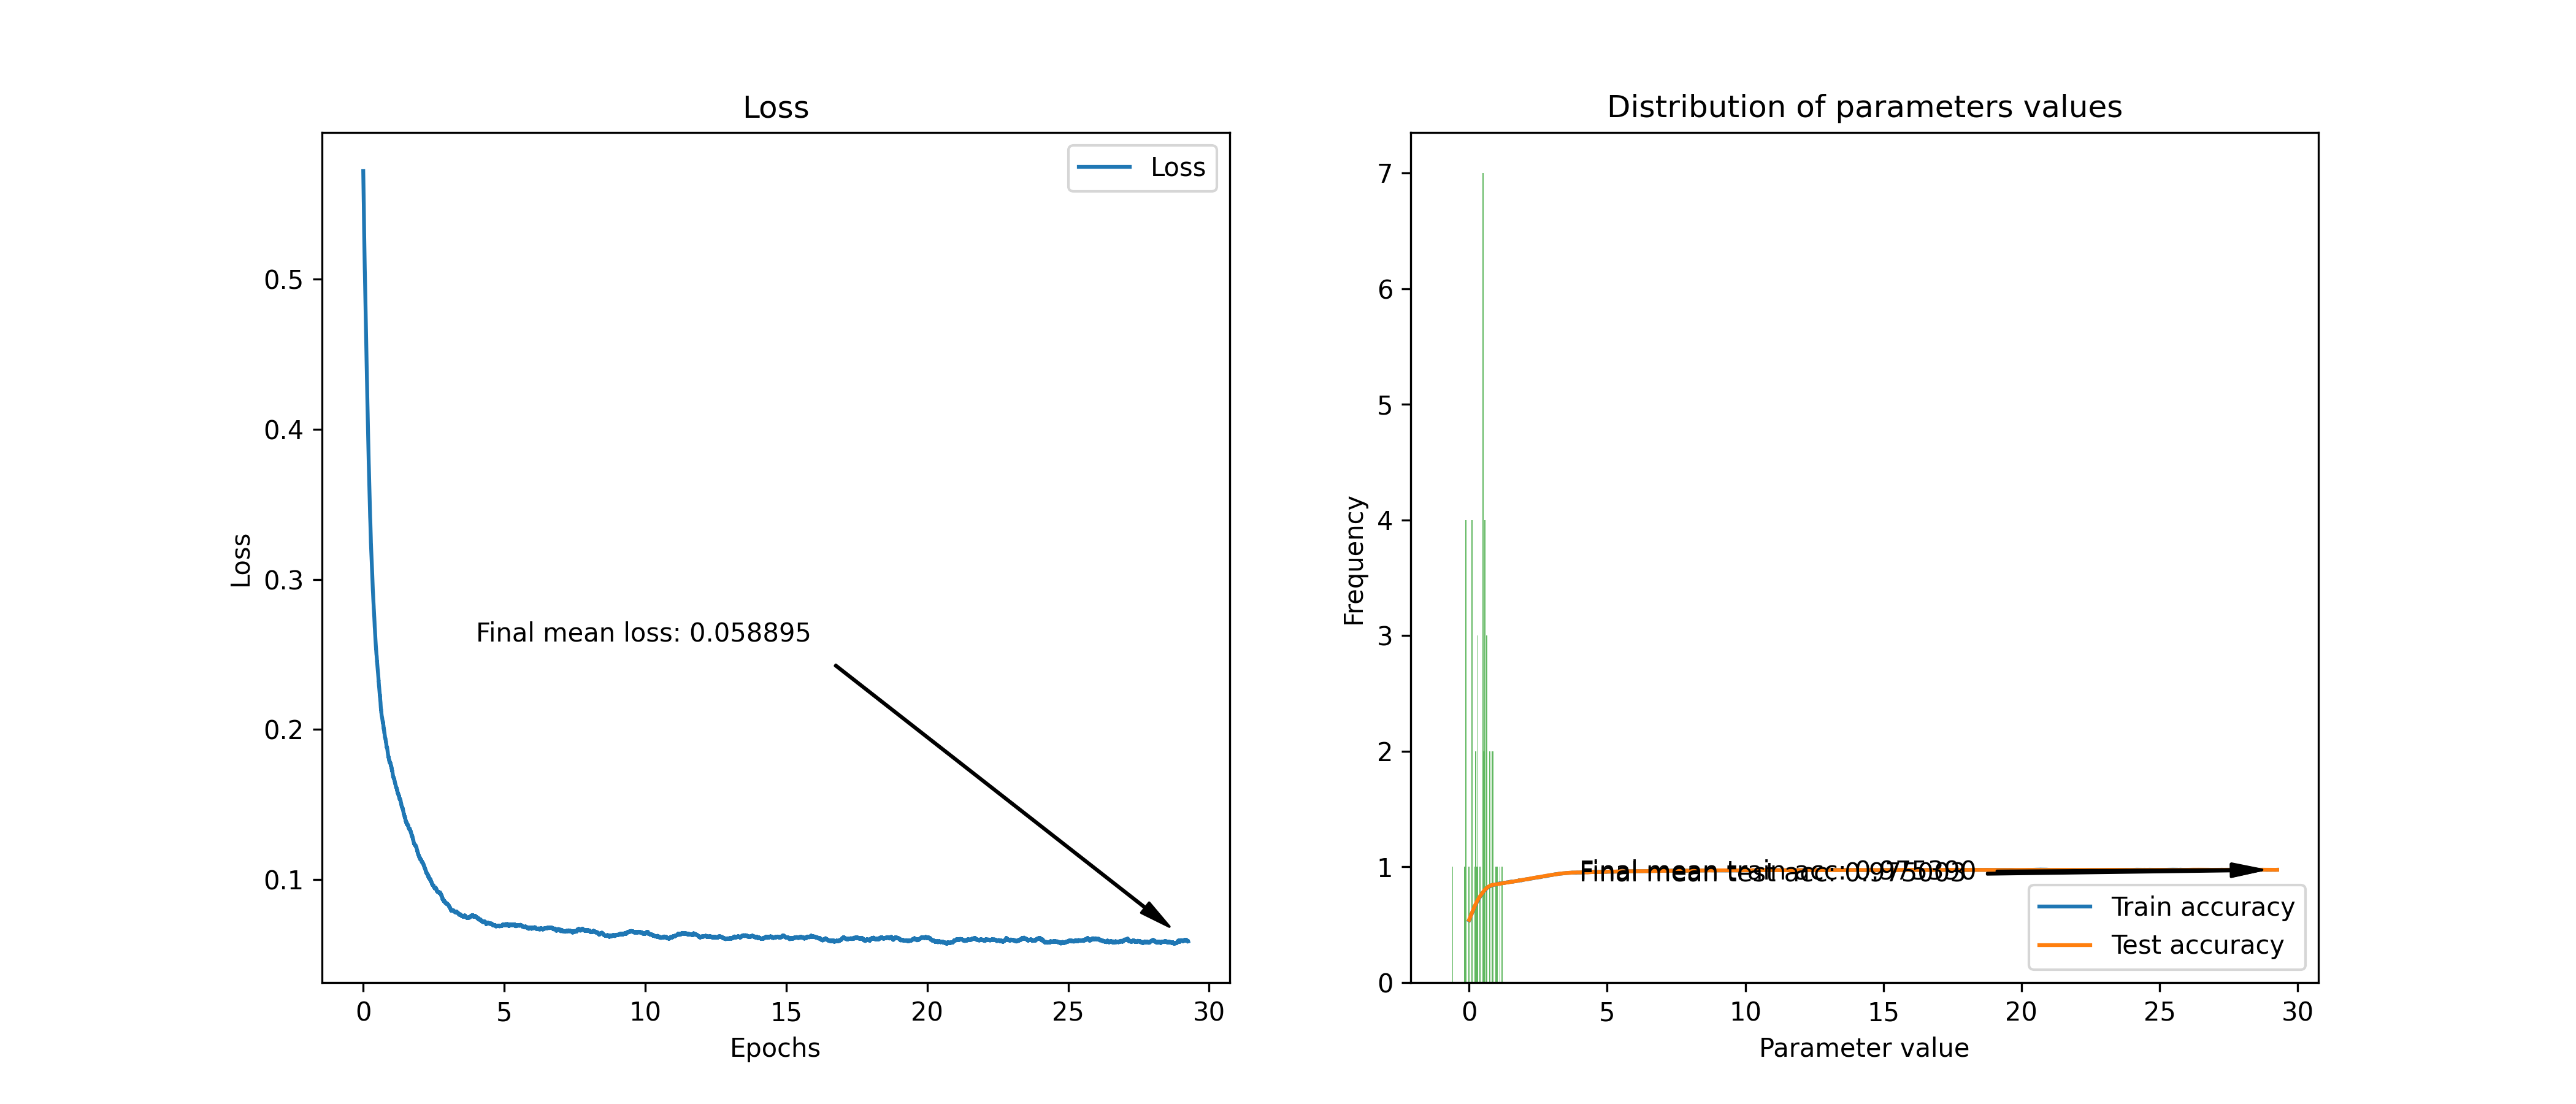 Loss
Loss
0.5
0.4
0.3
0.2
0.1
Loss
Final mean loss: 0.058895
0
5
10
15
20
25
30
Epochs
Distribution of parameters values
7
6
5
4
3
2
1
0
Frequency
Final mean
Train accuracy
Test accuracy
0
5
10
15
20
25
30
Parameter value